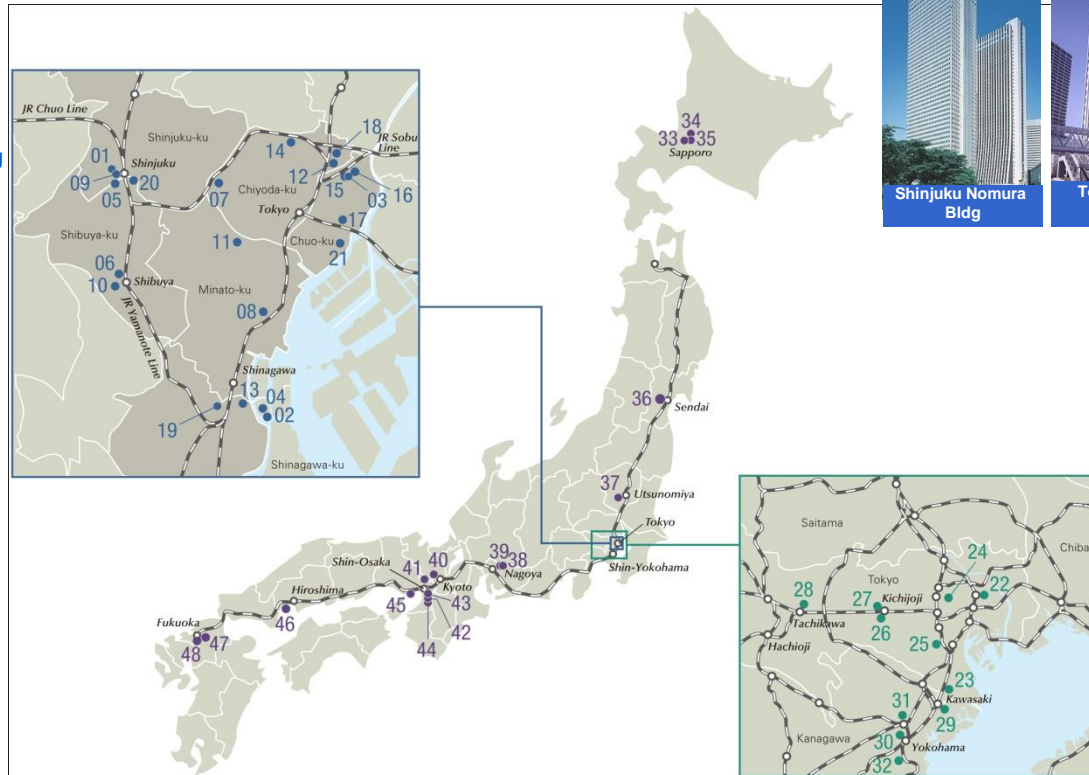 g
Shinjuku Nomura
Bldg
T
JR Chuo Line
Shinjuku-ku
18
JR Sobu
Line
14
01
Shinjuku
12
09
05
20
07
Chiyoda-ku
15
03
16
Tokyo
17
Shibuya-ku
11
Chuo-ku
21
06
10
Shibuya
Minato-ku
08
JR Yamanote Line
Shinagawa
13
04
02
19
Shinagawa-ku
34
33
35
Sapporo
36
Sendai
37
Utsunomiya
Tokyo
Shin-Yokohama
39
38
Nagoya
Shin-Osaka
41
40
Kyoto
45
43
42
44
Hiroshima
46
Fukuoka
47
48
Saitama
Chiba
24
22
Tokyo
28
27
Kichijoji
Tachikawa
26
Hachioji
25
23
Kawasaki
29
31
Kanagawa
30
Yokohama
32